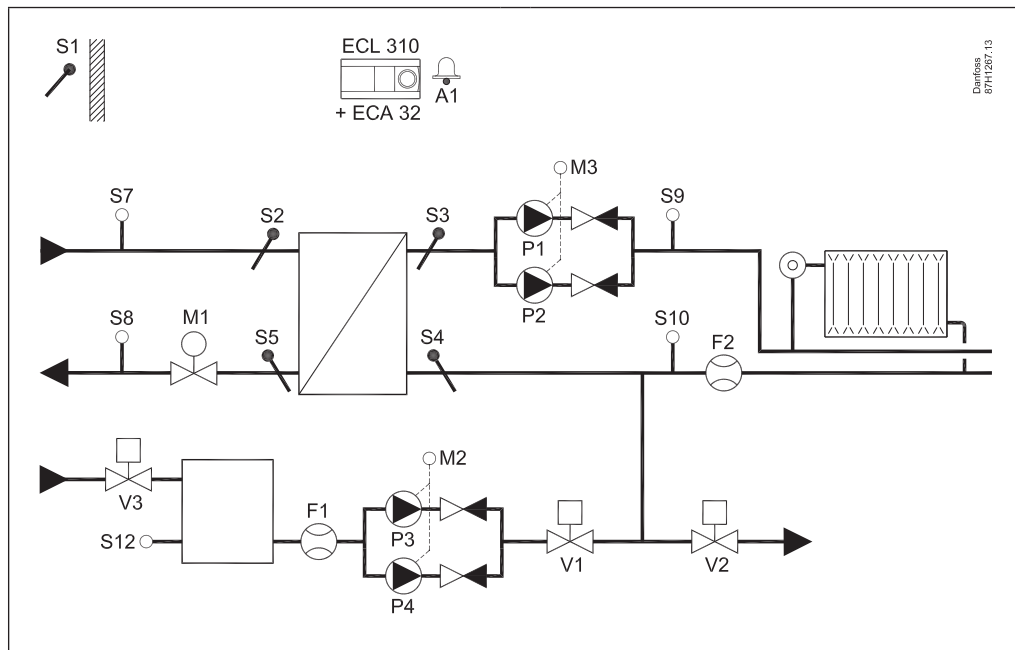 S1
ECL 310
A1
+ ECA 32
Danfoss
87H1267.13
M3
S7
S2
S3
S9
P1
P2
S8
M1
S5
S4
S10
F2
M2
V3
F1
P3
S12
V1
V2
P4